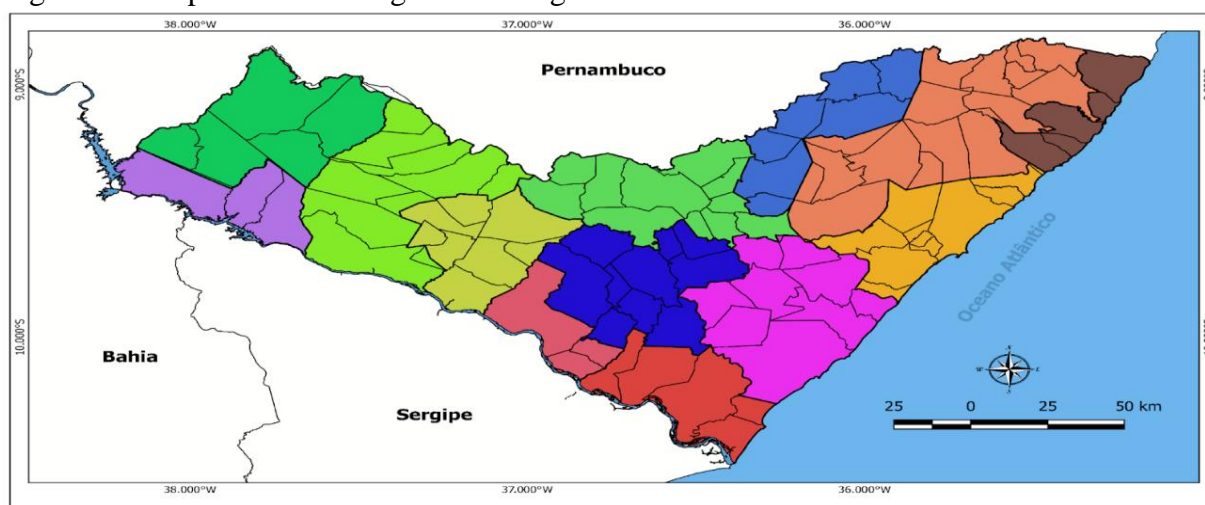 38.000°W 37.000°W 36.000°W
9.000°S
Pernambuco
Oceano Atlântico
10.000°S
Bahia
Sergipe
N
W E
S
25 0 25 50 km
38.000°W 37.000°W 36.000°W